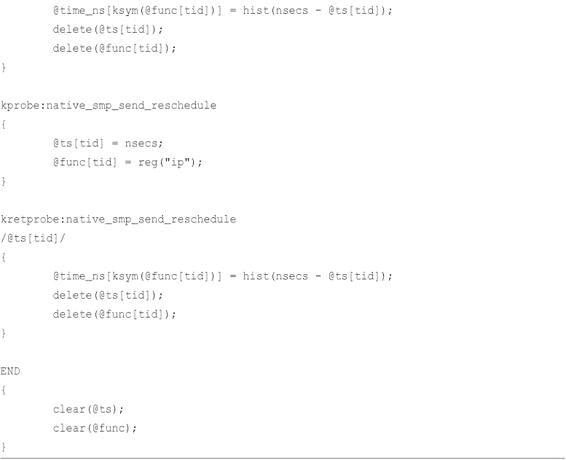 @time_ns[ksym(@func[tid])] = hist(nsecs - @ts[tid]);
        delete(@ts[tid]);
        delete(@func[tid]);
}

kprobe:native_smp_send_reschedule
{
        @ts[tid] = nsecs;
        @func[tid] = reg("ip");
}

kretprobe:native_smp_send_reschedule
/@ts[tid]/
{
        @time_ns[ksym(@func[tid])] = hist(nsecs - @ts[tid]);
        delete(@ts[tid]);
        delete(@func[tid]);
}

END
{
        clear(@ts);
        clear(@func);
}